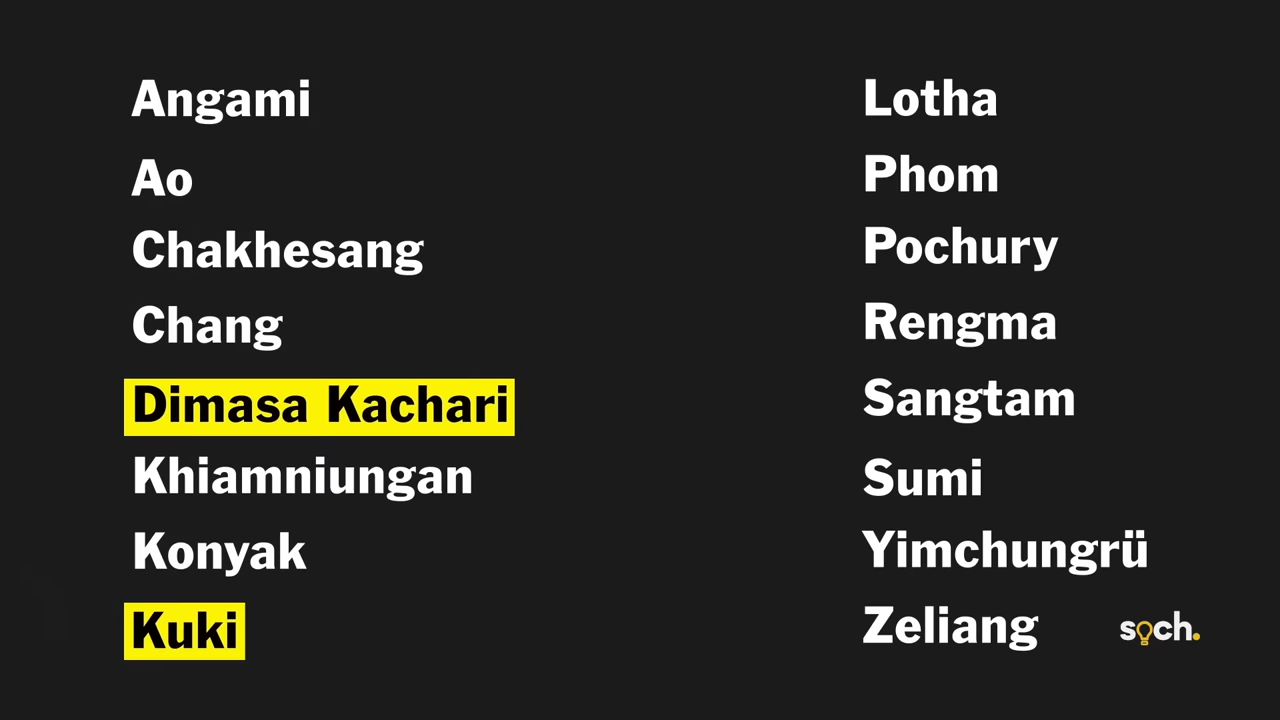 Angami
Ao
Chakhesang
Chang
Dimasa Kachari
Khiamniungan
Konyak
Kuki
Lotha
Phom
Pochury
Rengma
Sangtam
Sumi
Yimchungrü
Zeliang
soch.